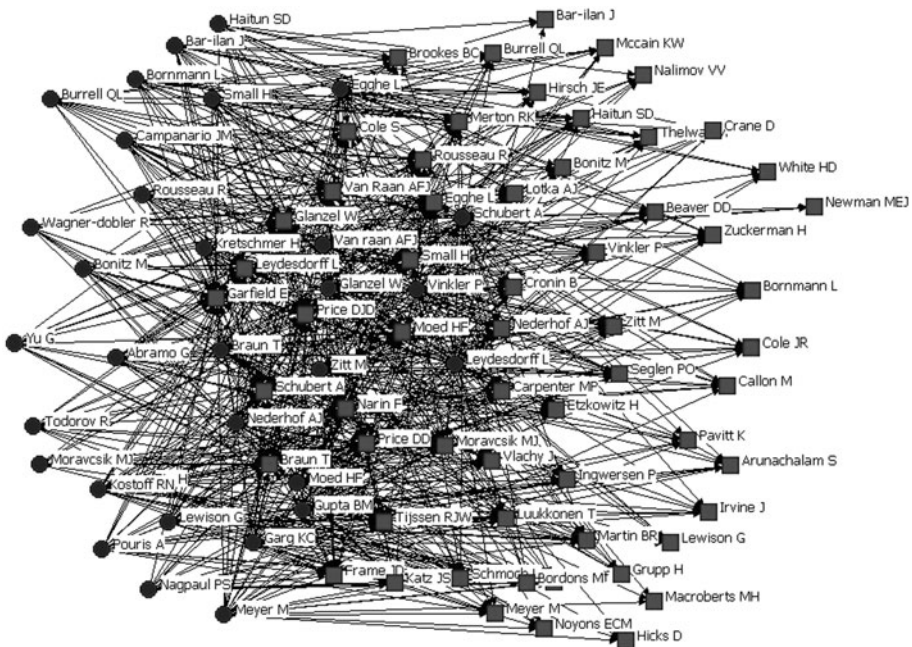 Haitun SD
Bar-ilan J
Bar-ilan J
Mccain KW
Brookes BC
Burrell QL
Bornmann L
Nalimov VV
Egghe L
Hirsch JE
Burrell QL
Small H
Haitun SD
Merton RK
Crane D
Cole S
Thelwa
Campanario JM
Rousseau R
Bonitz M
White HD
Van Raan AFJ
Lotka AJ
Rousseau R
Egghe L
Newman MEJ
Beaver DD
Schubert A
Glanzel W
Wagner-dobler R
Zuckerman H
Kretschmer H
Van raan AFJ
Vinkler P
Small H
Bonitz M
Leydesdorff L
Cronin B
Glanzel W
Vinkler P
Bornmann L
Garfield E
Price DJD
Nederhof AJ
Zitt M
Moed HF
Yu G
Cole JR
Braun T
Abramo G
Leydesdorff L
Zitt M
Seglen PO
Callon M
Schubert A
Carpenter MP
Narin F
Etzkowitz H
Nederhof AJ
Todorov R
Price DD
Moravcsik MJ
Pavitt K
Vlachy J
Moravcsik MJ
Braun T
Arunachalam S
Moed HF
Ingwersen P
Kostoff RN, H
Gupta BM
Irvine J
Lewison G
Tijssen RJW
Luukkonen T
Garg KC
Martin BR
Lewison G
Pouris A
Frame JD
Schmoch
Grupp H
Katz JS
Bordons Mf
Nagpaul PS
Macroberts MH
Meyer M
Meyer M
Noyons ECM
Hicks D